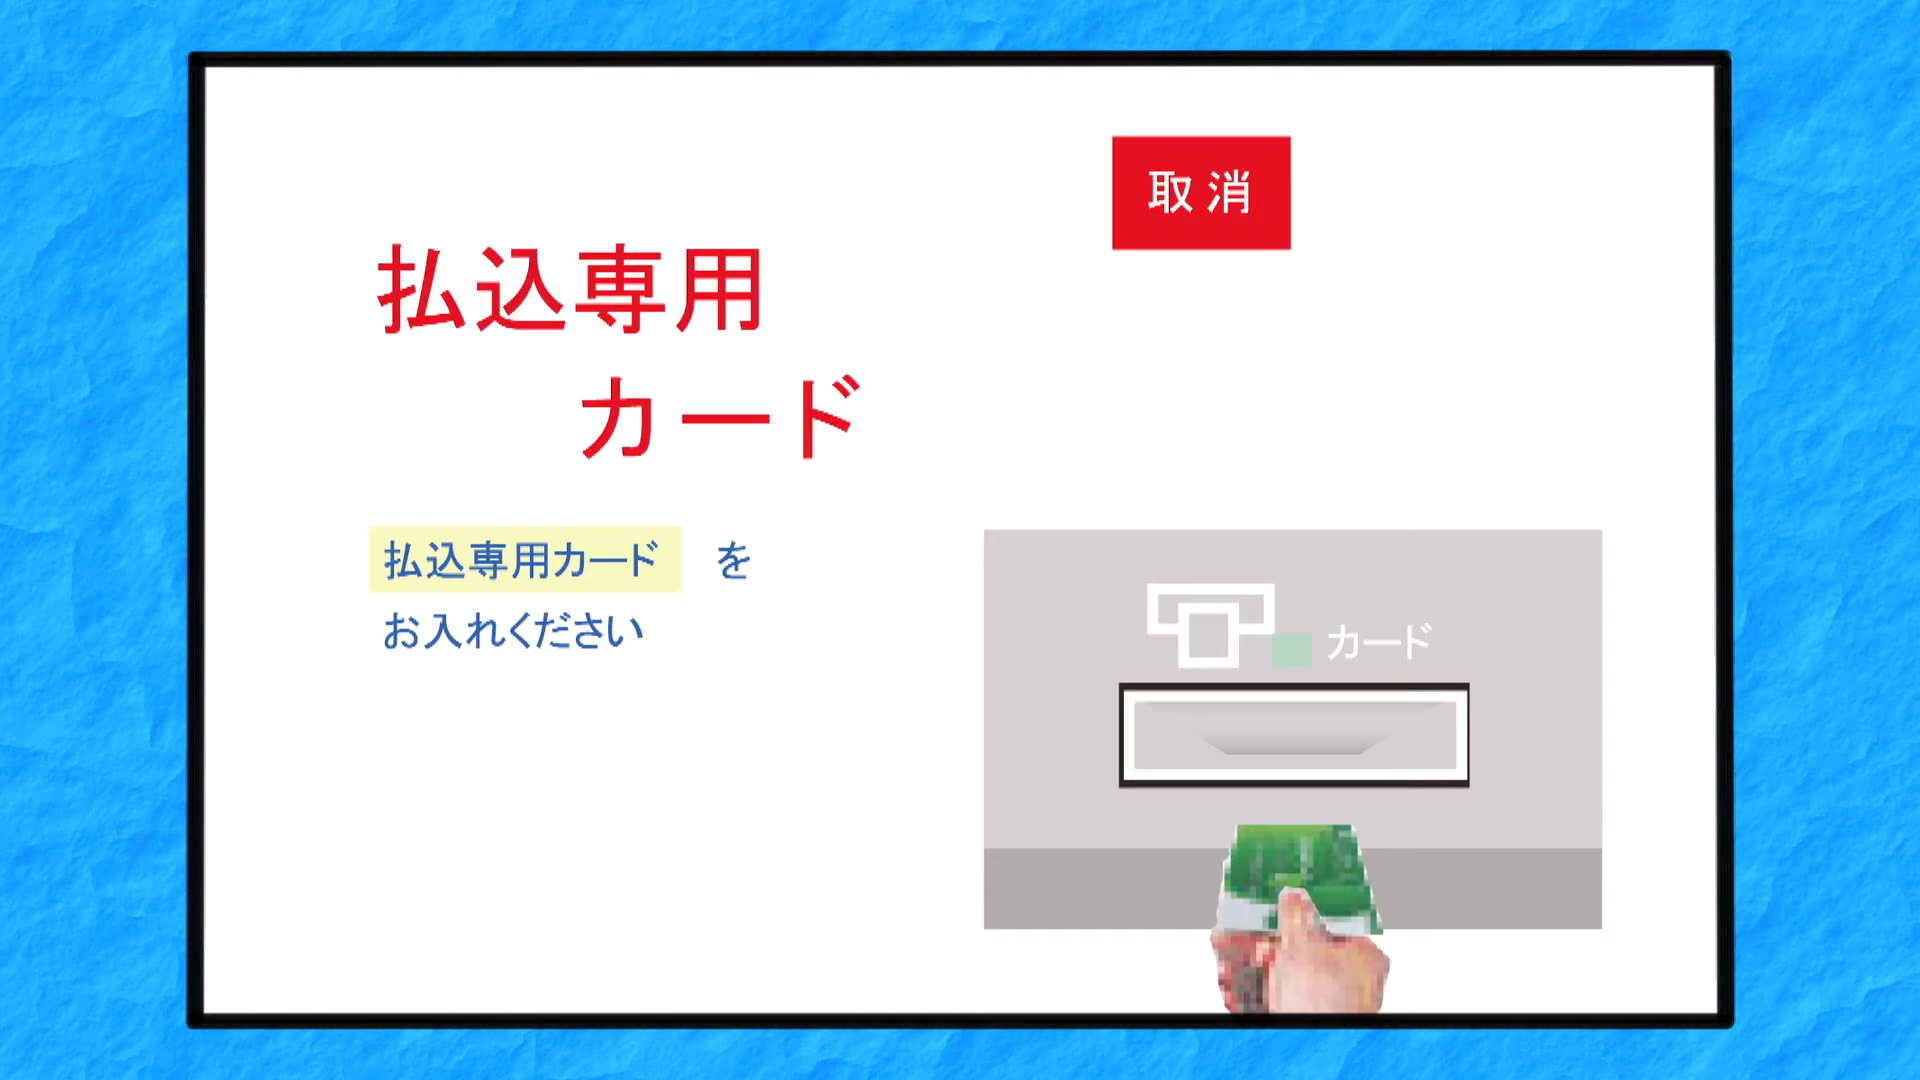 取消
払込専用
カード
払込専用カード を
お入れください
カード